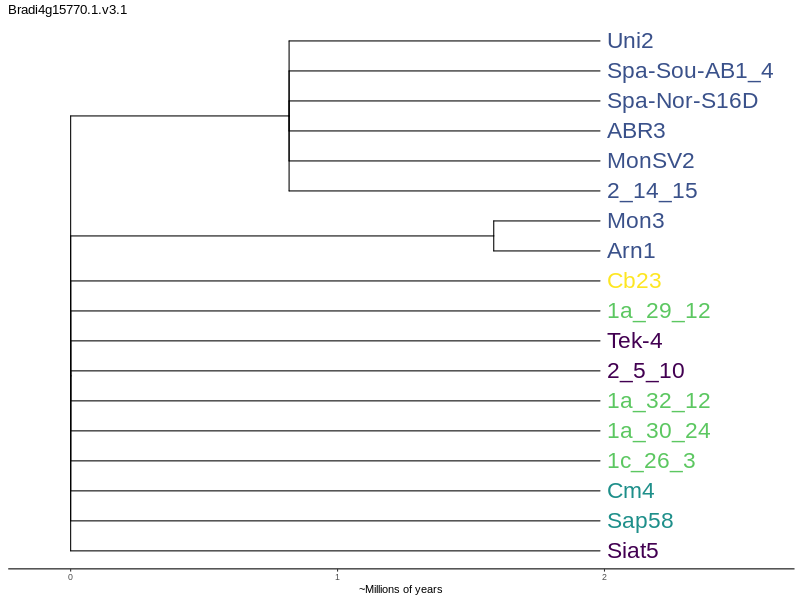 Bradi4g15770.1.v3.1
Uni2
Spa-Sou-AB1_4
Spa-Nor-S16D
ABR3
MonSV2
2_14_15
Mon3
Arn1
Cb23
1a_29_12
Tek-4
2_5_10
1a_32_12
1a_30_24
1c_26_3
Cm4
Sap58
Siat5
0 1 2
~Millions of years